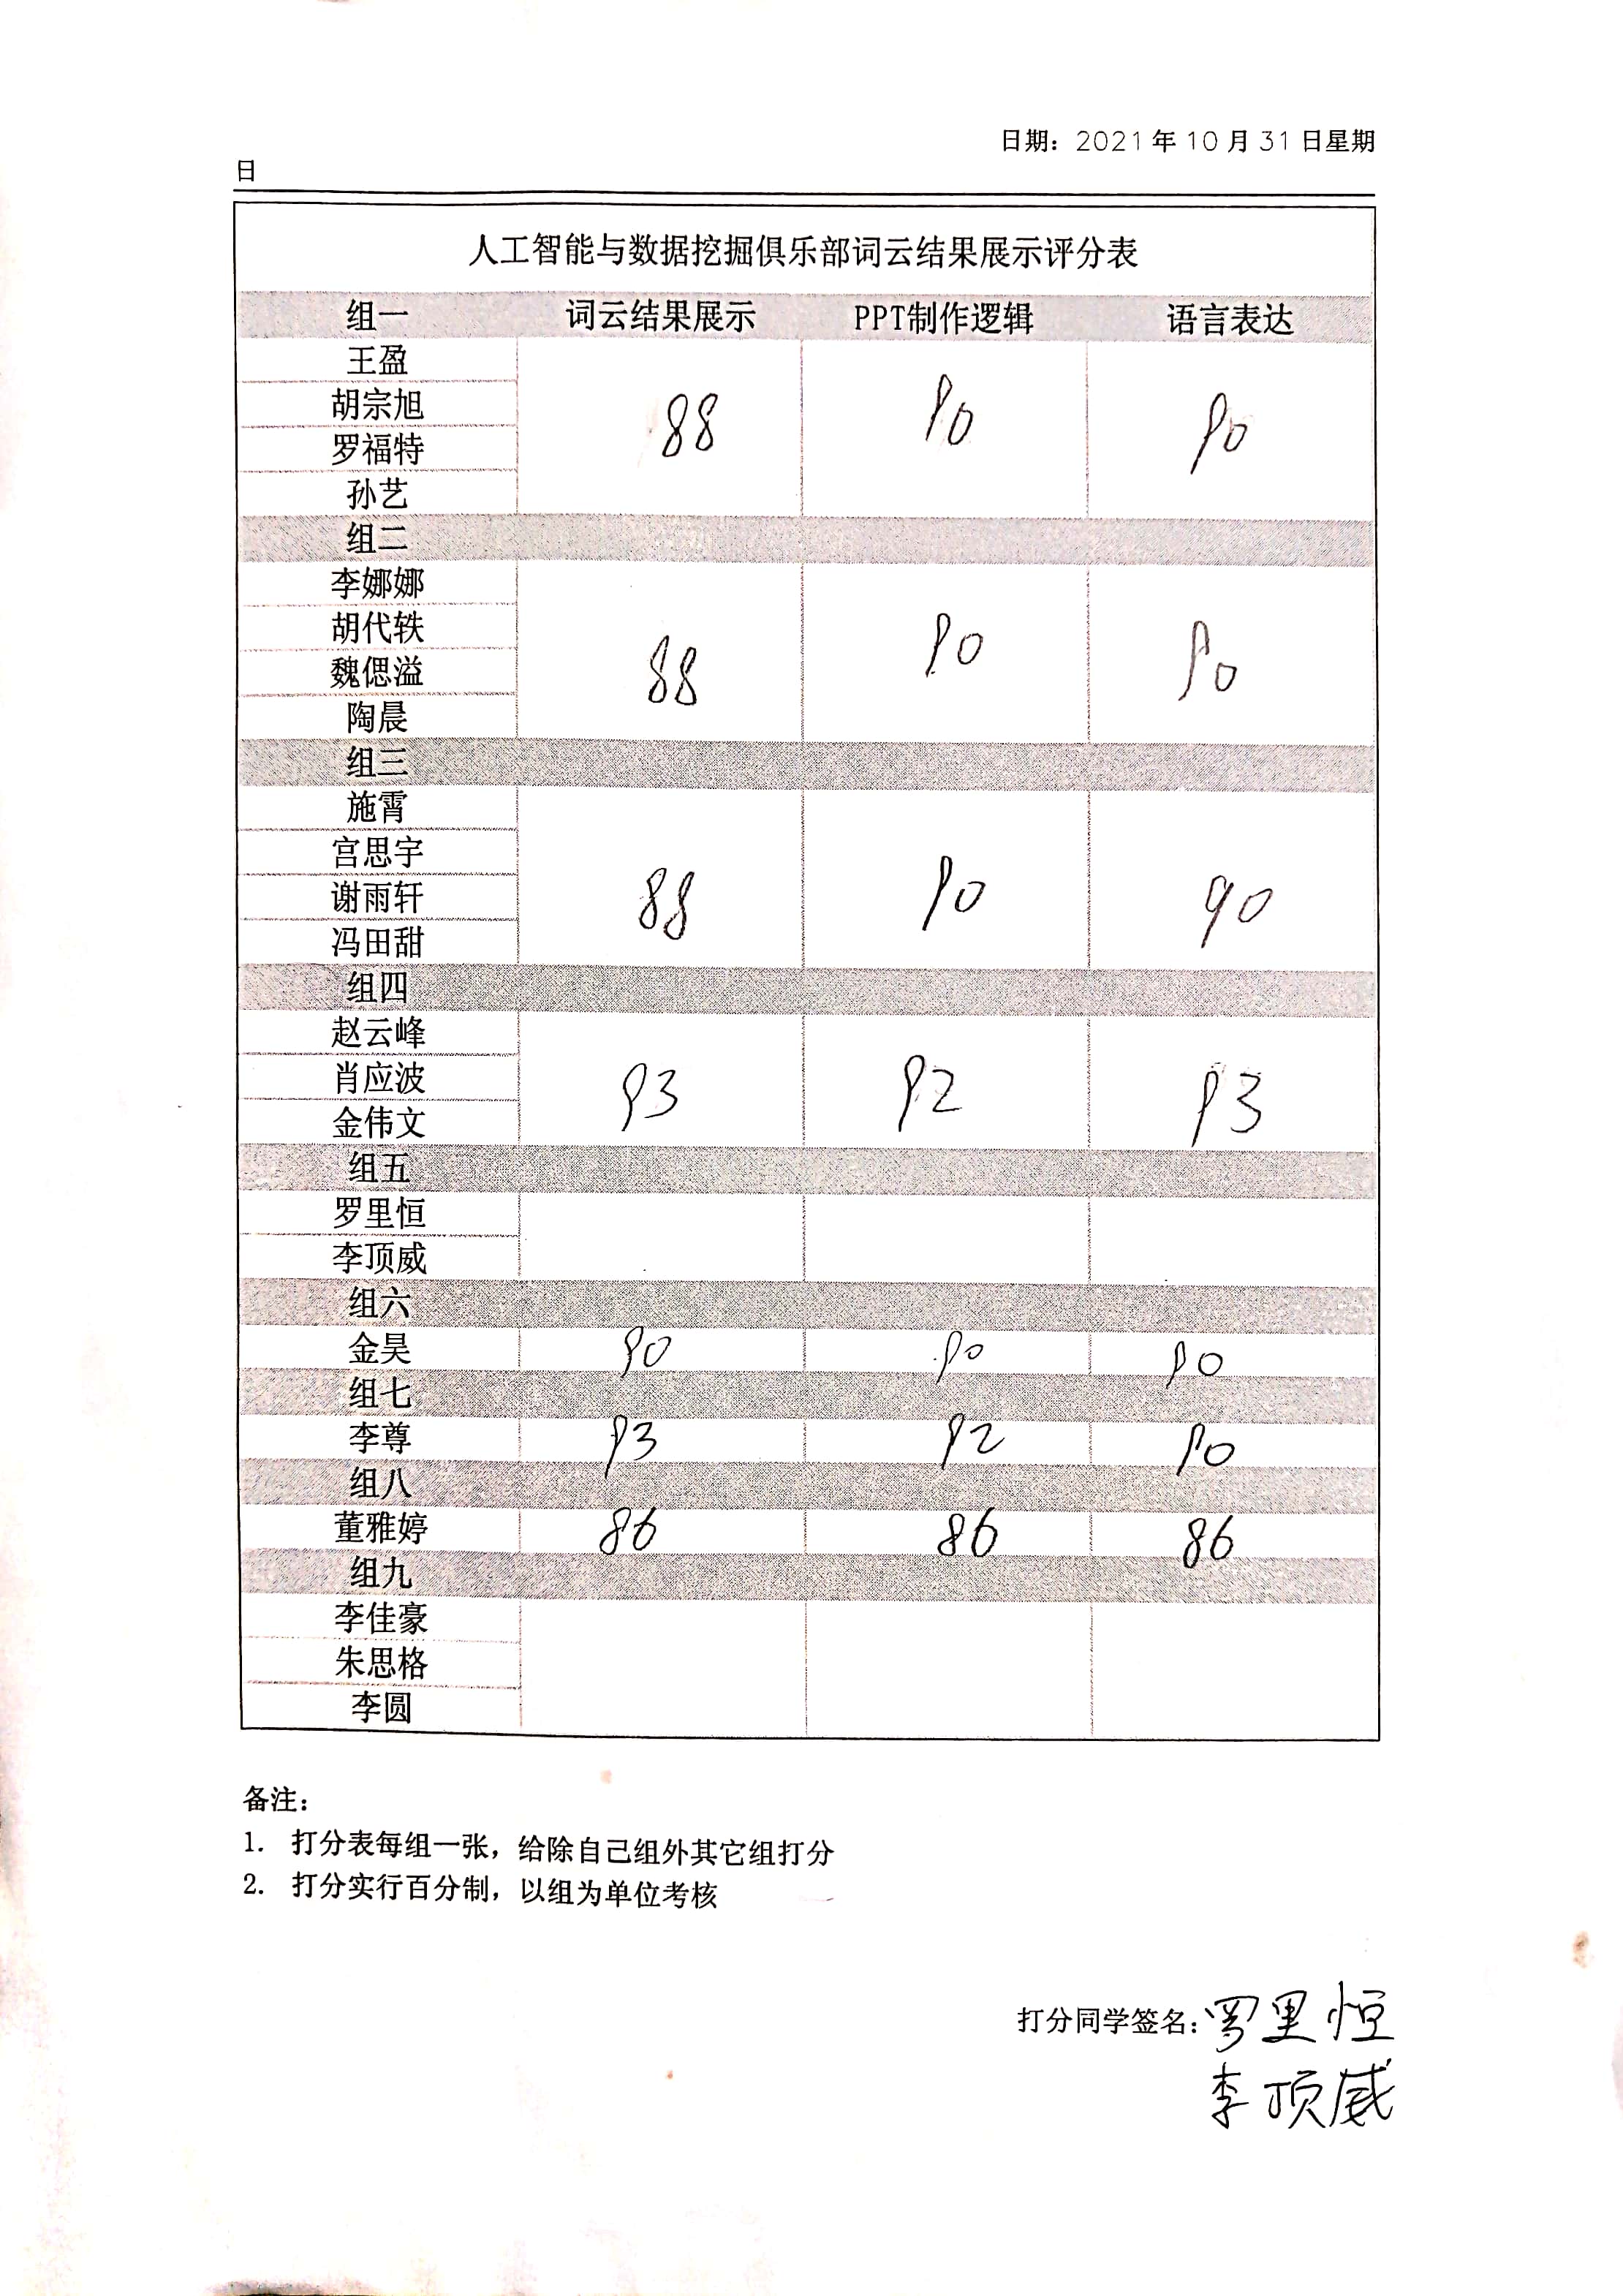 日期：2021年10月31日星期
日
人工智能与数据挖掘俱乐部词云结果展示评分表
组一 词云结果展示 PPT制作逻辑 语言表达
王盈
胡宗旭
88 90 90
罗福特
孙艺
组二
李娜娜
胡代轶
88 90 90
魏偲溢
陶晨
组三
施霄
宫思宇
88 90 90
谢雨轩
冯田甜
组四
赵云峰
肖应波 93 92 93
金伟文
组五
罗里恒
李顶威
组六
金昊 90 90 90
组七
李尊 93 92 90
组八
董雅婷 86 86 86
组九
李佳豪
朱思格
李圆
备注：
1. 打分表每组一张，给除自己组外其它组打分
2. 打分实行百分制，以组为单位考核
打分同学签名：罗里恒
李顶威